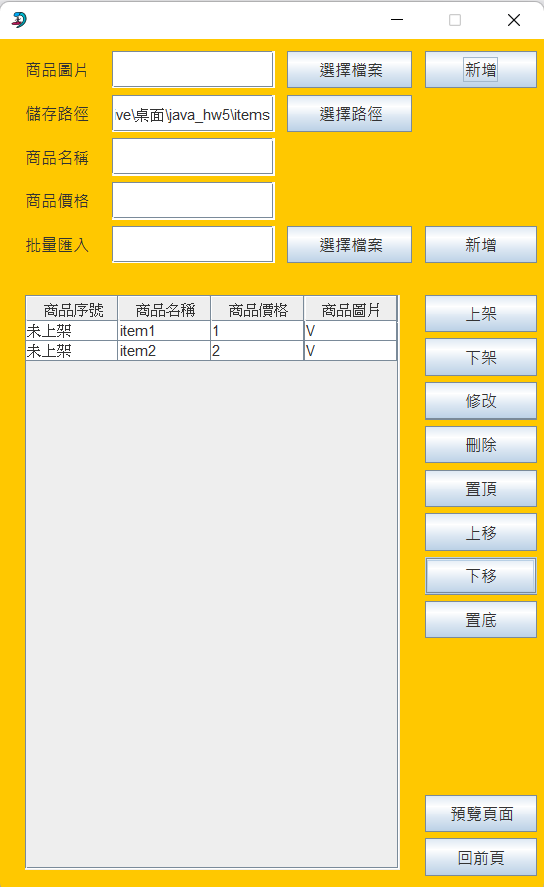 商品圖片 選擇檔案 新增
儲存路徑 ve\桌面\java_hw5\items 選擇路徑
商品名稱
商品價格
批量匯入 選擇檔案 新增
商品序號 商品名稱 商品價格 商品圖片
未上架 item1 1 V
未上架 item2 2 V
上架
下架
修改
刪除
置頂
上移
下移
置底
預覽頁面
回前頁